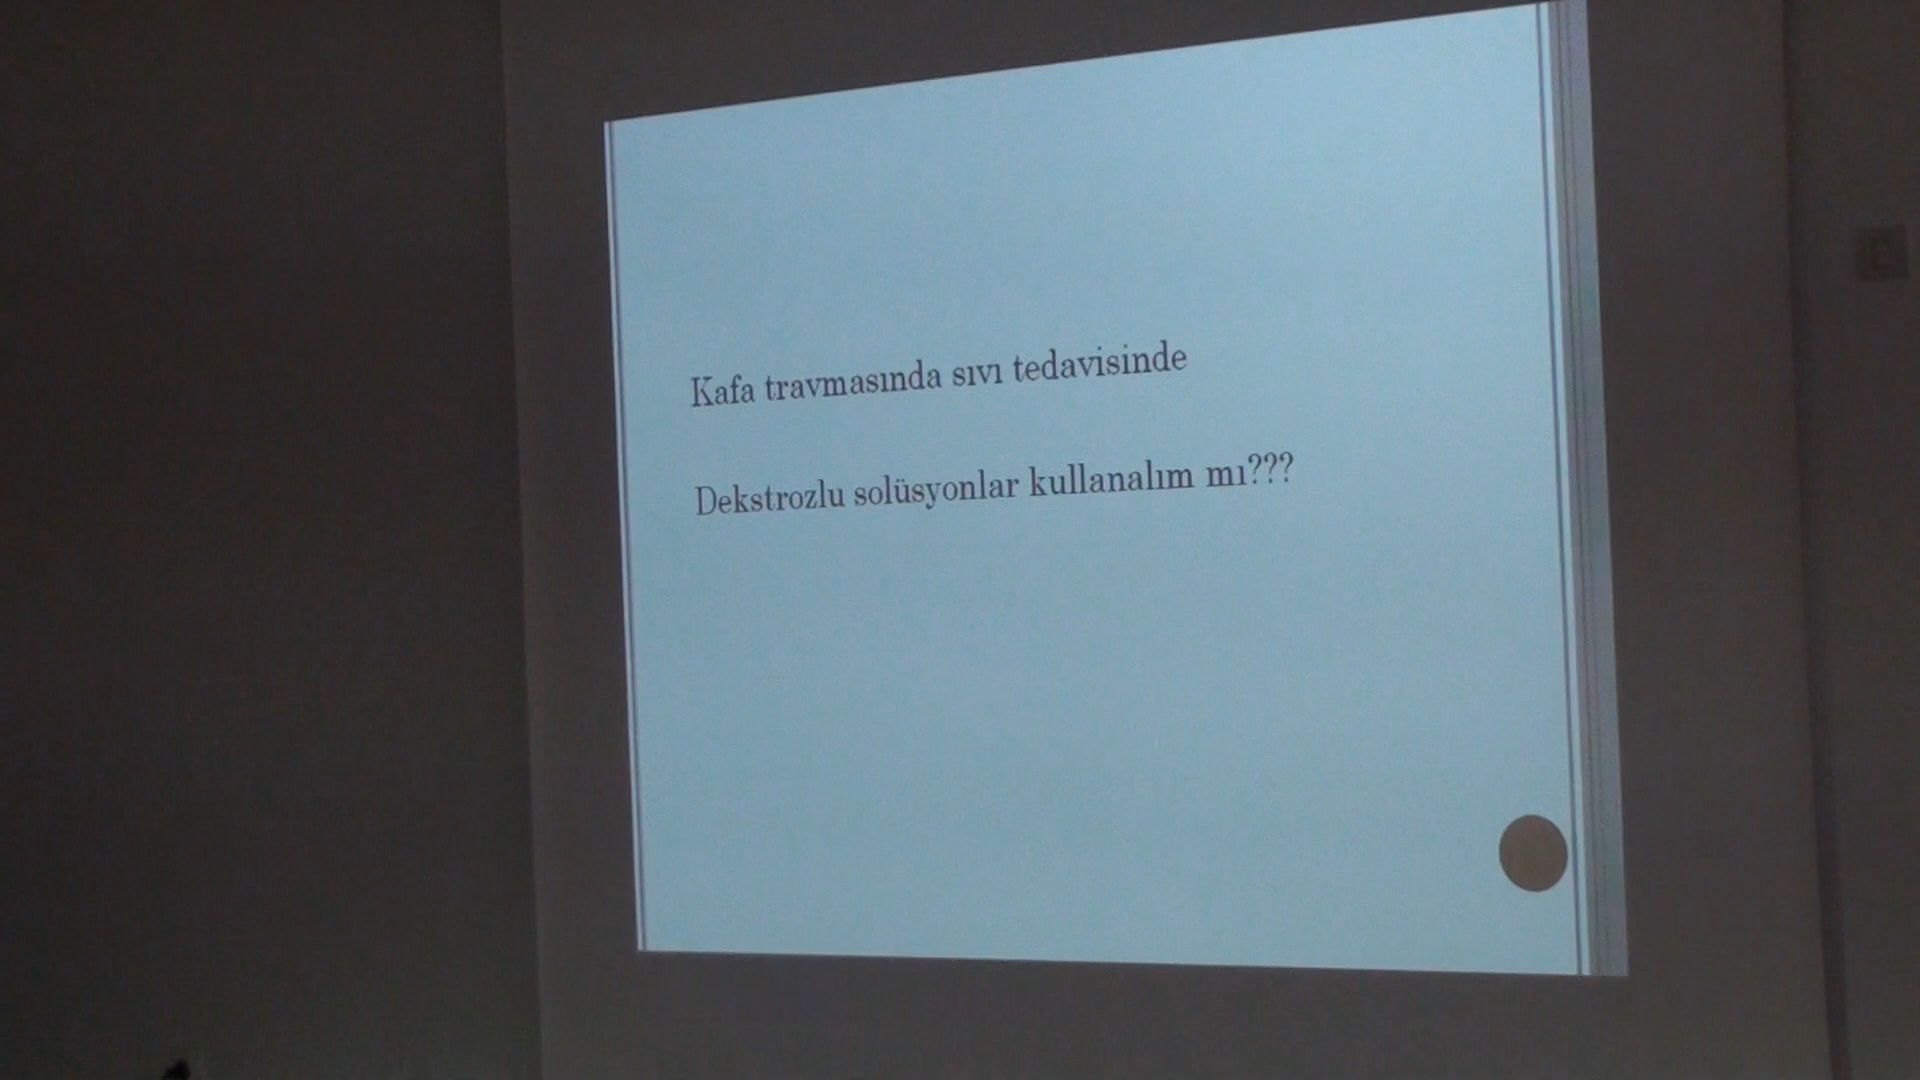 Kafa travmasında sıvı tedavisinde
Dekstrozlu solüsyonlar kullanalım mı???